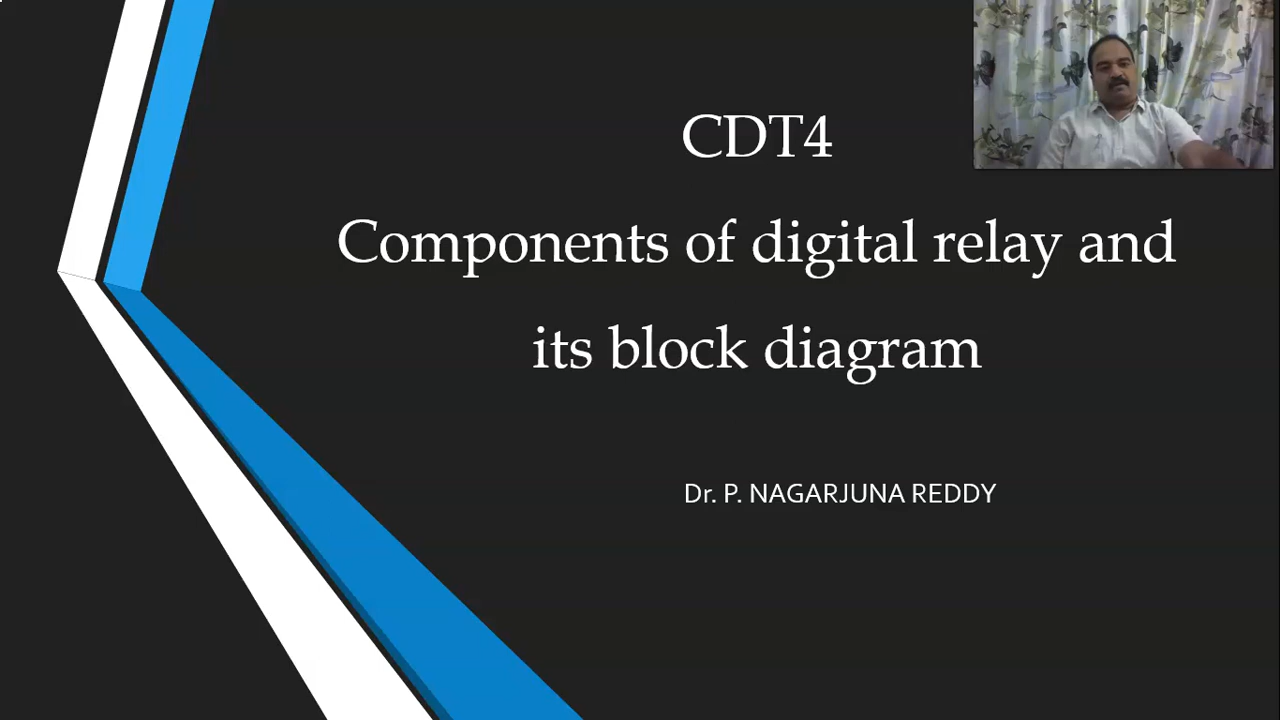 CDT4
Components of digital relay and
its block diagram
Dr. P. NAGARJUNA REDDY